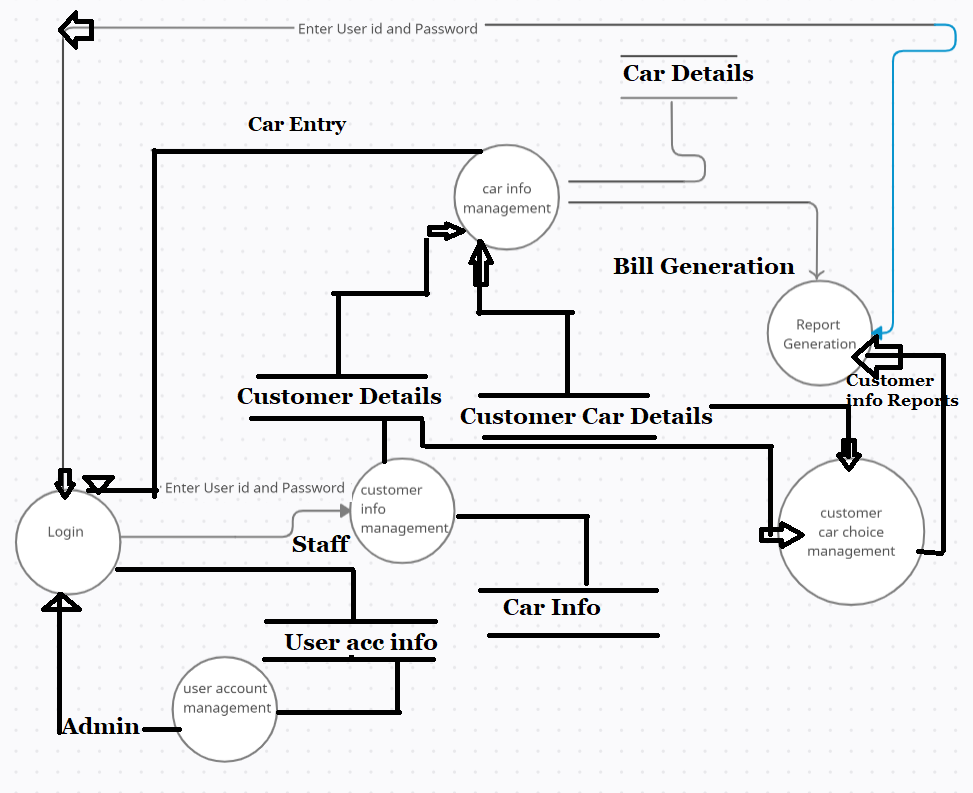 Enter User id and Password
Car Details
Car Entry
car info
management
Bill Generation
Report
Generation
Customer
info Reports
Customer Details
Customer Car Details
Enter User id and Password
customer
info
management
Login
Staff
customer
car choice
management
Car Info
User acc info
user account
management
Admin